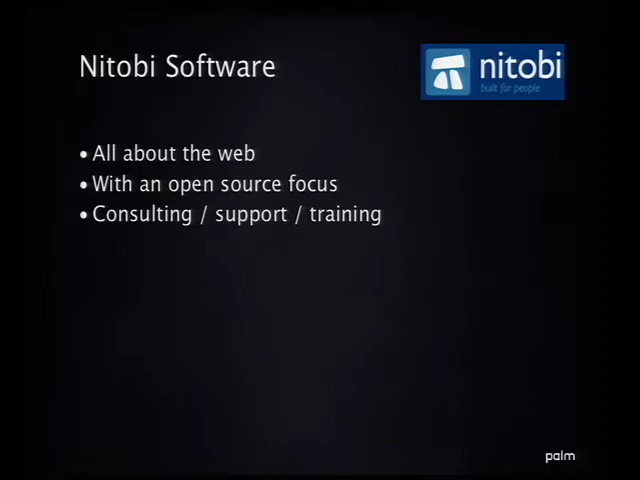 Nitobi Software
nitobi
built for people
• All about the web
• With an open source focus
• Consulting / support / training
palm